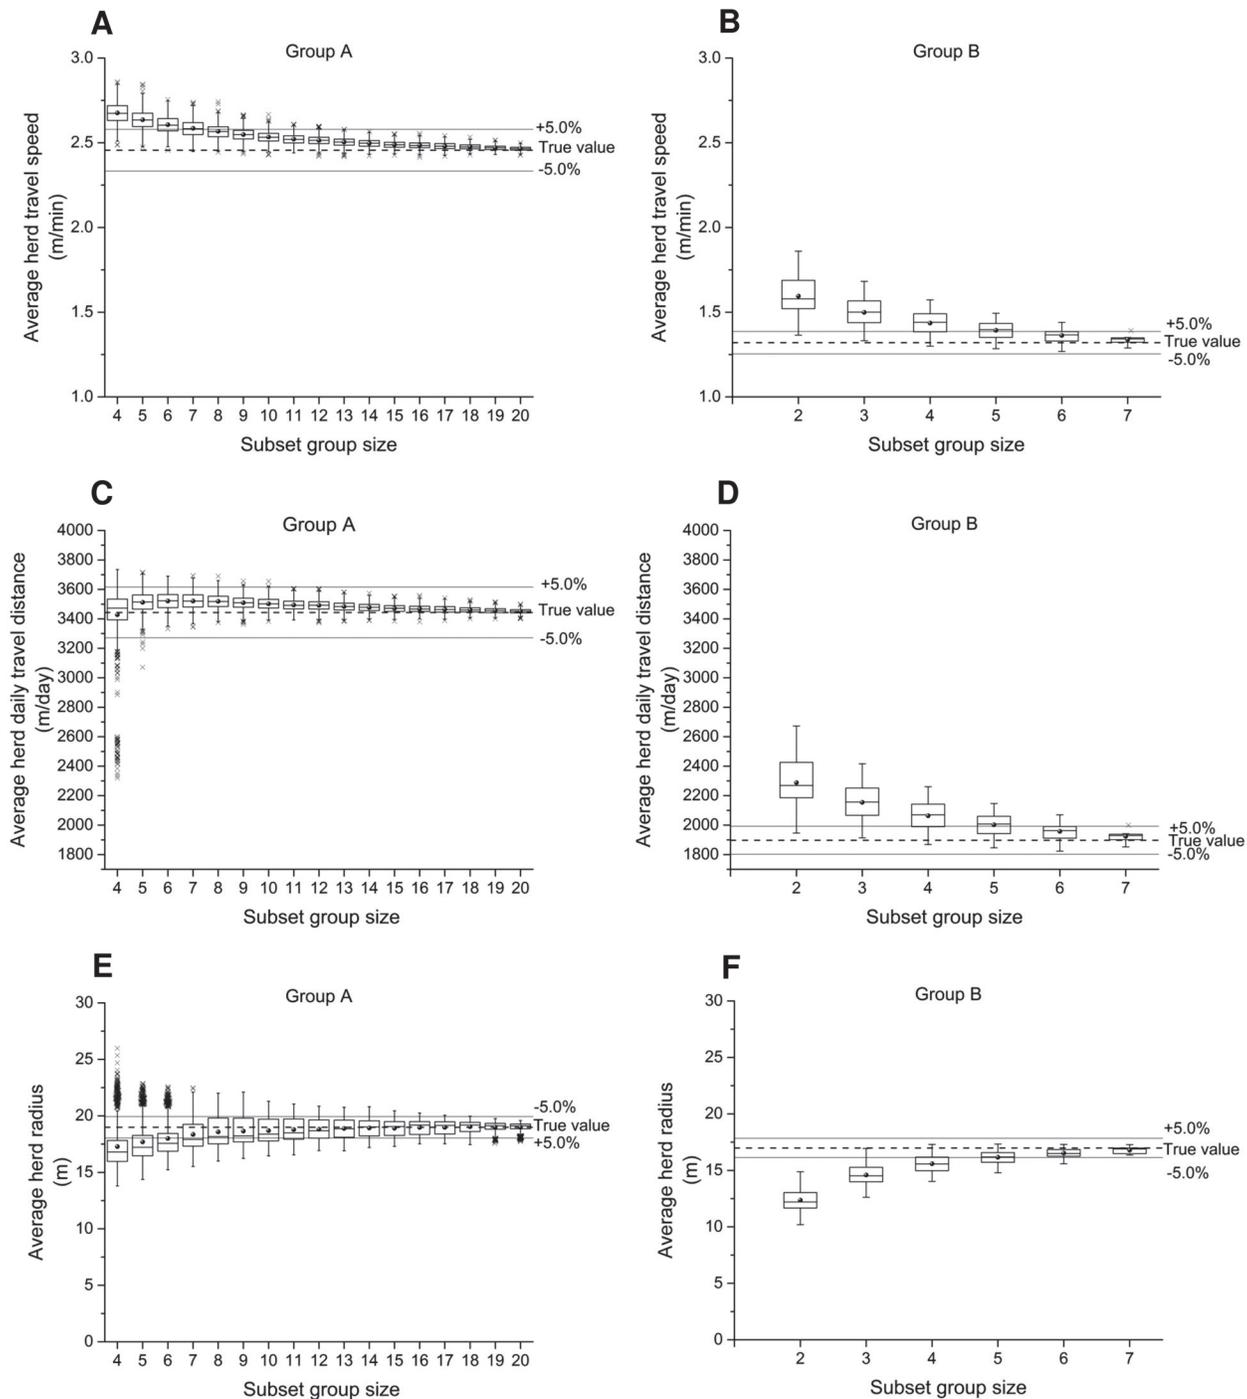 A
Group A
3.0
2.5
2.0
1.5
1.0
+5.0%
True value
-5.0%
4 5 6 7 8 9 10 11 12 13 14 15 16 17 18 19 20
Subset group size
Average herd travel speed
(m/min)
B
Group B
3.0
2.5
2.0
1.5
1.0
+5.0%
True value
-5.0%
2 3 4 5 6 7
Subset group size
Average herd travel speed
(m/min)
C
Group A
4000
3800
3600
3400
3200
3000
2800
2600
2400
2200
2000
1800
+5.0%
True value
-5.0%
4 5 6 7 8 9 10 11 12 13 14 15 16 17 18 19 20
Subset group size
Average herd daily travel distance
(m/day)
D
Group B
4000
3800
3600
3400
3200
3000
2800
2600
2400
2200
2000
1800
+5.0%
True value
-5.0%
2 3 4 5 6 7
Subset group size
Average herd daily travel distance
(m/day)
E
Group A
30
25
20
15
10
5
0
-5.0%
True value
+5.0%
4 5 6 7 8 9 10 11 12 13 14 15 16 17 18 19 20
Subset group size
Average herd radius
(m)
F
Group B
30
25
20
15
10
5
0
+5.0%
True value
-5.0%
2 3 4 5 6 7
Subset group size
Average herd radius
(m)